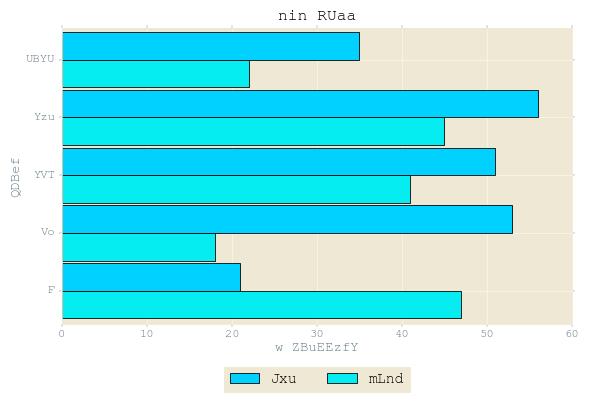 nin RUaa
QDBef
UBYU
Yzu
YVT
Vo
F
0 10 20 30 40 50 60
w ZBuEEzfY
Jxu mLnd